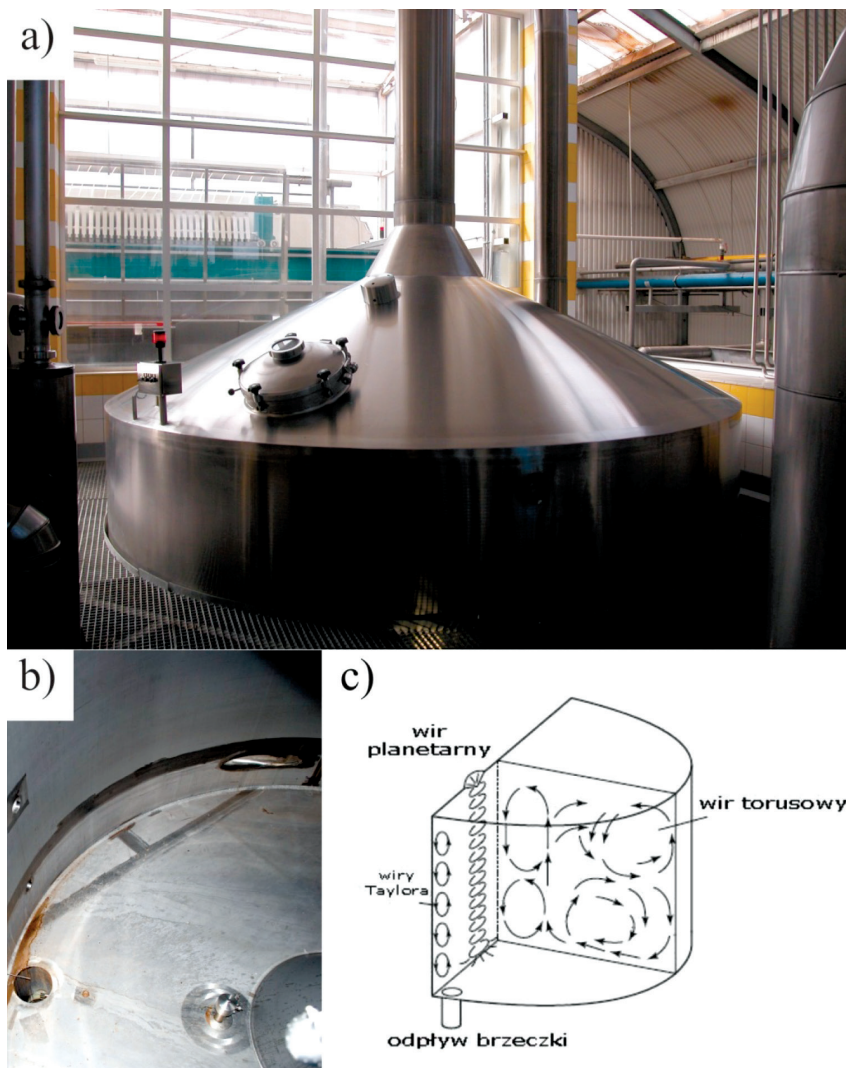 a)
b)
c)
wir
planetarny
wir torusowy
wiry
Taylora
odpływ brzeczki